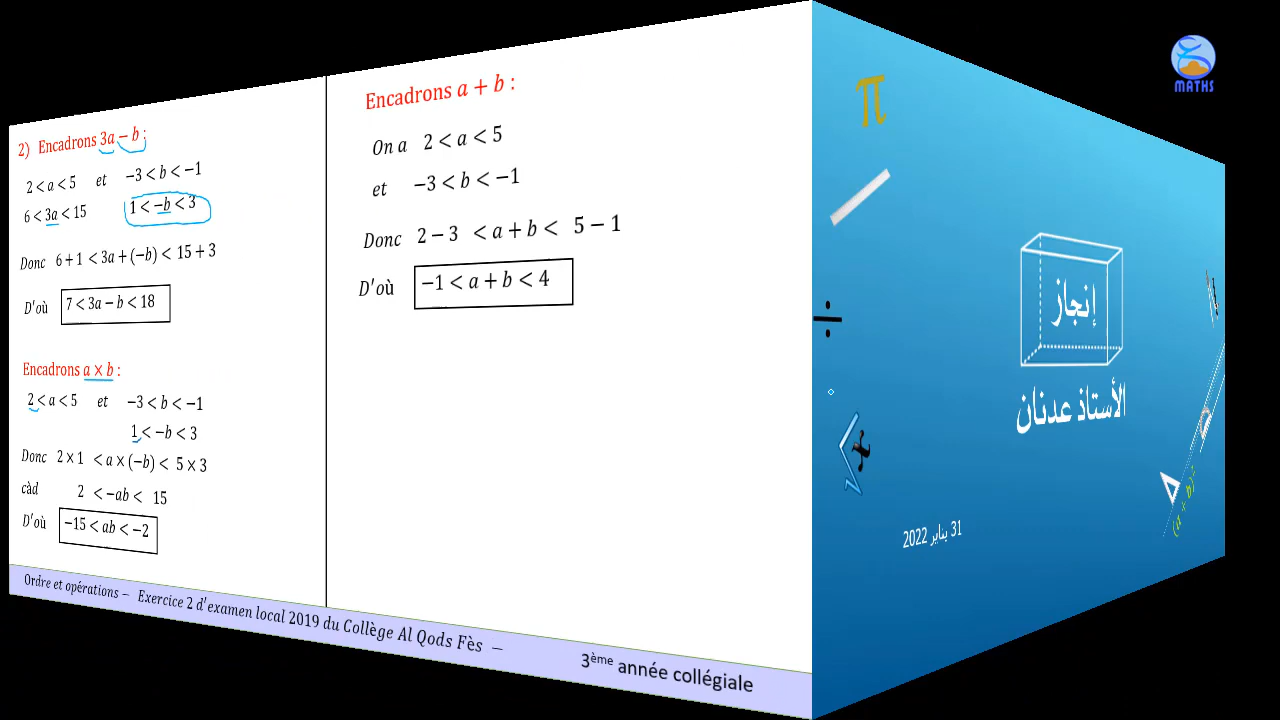 2) Encadrons 3a − b :
2 < a < 5 et −3 < b < −1
6 < 3a < 15 1 < −b < 3
Donc 6 + 1 < 3a + (−b) < 15 + 3
D'où 7 < 3a − b < 18
Encadrons a × b :
2 < a < 5 et −3 < b < −1
1 < −b < 3
Donc 2 × 1 < a × (−b) < 5 × 3
càd 2 < −ab < 15
D'où −15 < ab < −2
Encadrons a + b :
On a 2 < a < 5
et −3 < b < −1
Donc 2 − 3 < a + b < 5 − 1
D'où −1 < a + b < 4
Ordre et opérations − Exercice 2 d'examen local 2019 du Collège Al Qods Fès −
3ème année collégiale
π
÷
إنجاز
الأستاذ عدنان
31 يناير 2022
MATHS